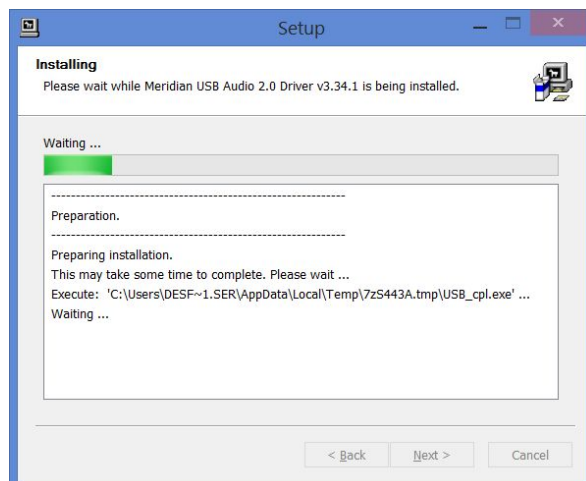 Setup
Installing
Please wait while Meridian USB Audio 2.0 Driver v3.34.1 is being installed.
Waiting ...
------------------------------------------------------------
Preparation.
------------------------------------------------------------
Preparing installation.
This may take some time to complete. Please wait ...
Execute:  'C:\Users\DESF~1.SER\AppData\Local\Temp\7zS443A.tmp\USB_cpl.exe' ...
Waiting ...
< Back
Next >
Cancel